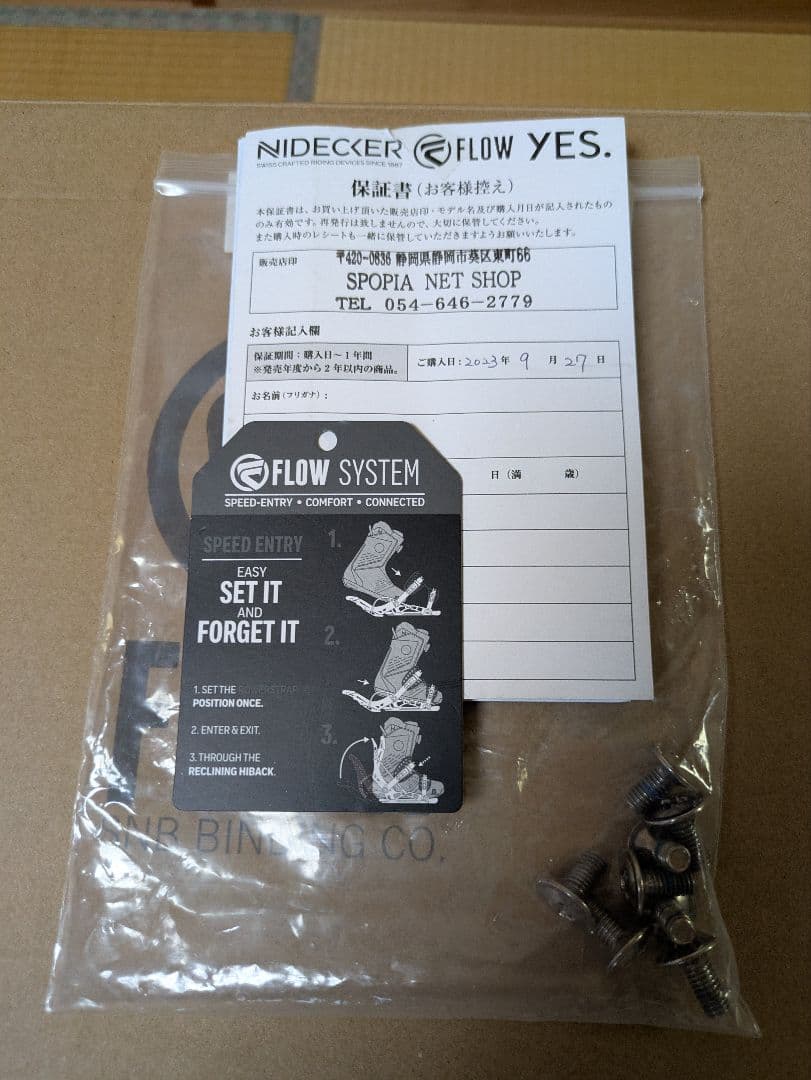 NIDECKER FLOW YES.
SWISS CRAFTED RIDING DEVICES SINCE 1887
保証書(お客様控え)
本保証書は、お買い上げ頂いた販売店印・モデル名及び購入月日が記入されたもの
のみ有効です。再発行は致しませんので、大切に保管してください。
また購入時のレシートも一緒に保管していただきますようお願いいたします。
販売店印
〒420-0836 静岡県静岡市葵区東町66
SPOPIA NET SHOP
TEL 054-646-2779
お客様記入欄
保証期間:購入日~1年間
※発売年度から2年以内の商品。
ご購入日:2023年 9 月 27 日
お名前(フリガナ):
日(満 歳)
FLOW SYSTEM
SPEED-ENTRY • COMFORT • CONNECTED
SPEED ENTRY
EASY
SET IT
AND
FORGET IT
1.
2.
3.
1. SET THE POWERSTRAP
POSITION ONCE.
2. ENTER & EXIT.
3. THROUGH THE
RECLINING HIBACK.
SNB BINDING CO.